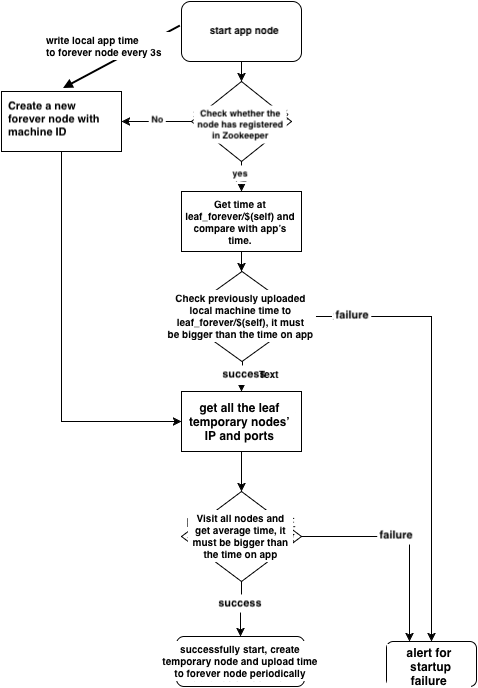 start app node
write local app time
to forever node every 3s
Create a new
forever node with
machine ID
No
Check whether the
node has registered
in Zookeeper
yes
Get time at
leaf_forever/$(self) and
compare with app's
time.
Check previously uploaded
local machine time to
leaf_forever/$(self), it must
be bigger than the time on app
failure
success
Text
get all the leaf
temporary nodes'
IP and ports
Visit all nodes and
get average time, it
must be bigger than
the time on app
failure
success
successfully start, create
temporary node and upload time
to forever node periodically
alert for
startup
failure